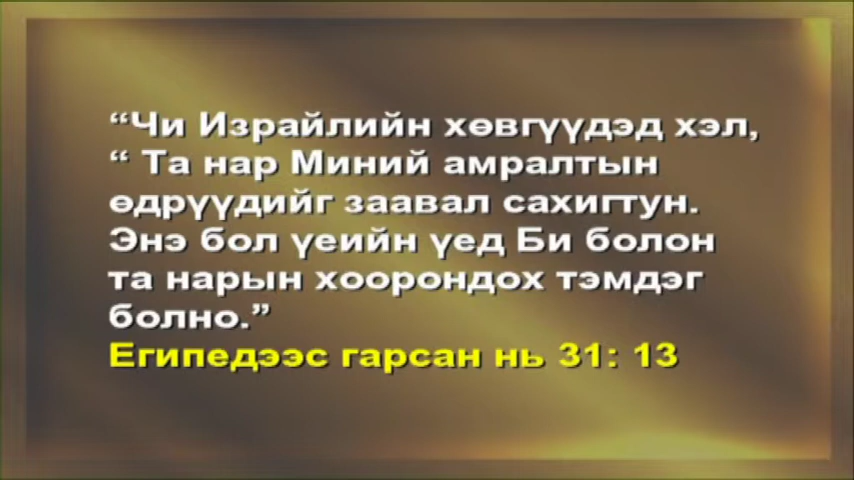 “Чи Израйлийн хөвгүүдэд хэл,
“ Та нар Миний амралтын
өдрүүдийг заавал сахигтун.
Энэ бол үеийн үед Би болон
та нарын хоорондох тэмдэг
болно.”
Египедээс гарсан нь 31: 13